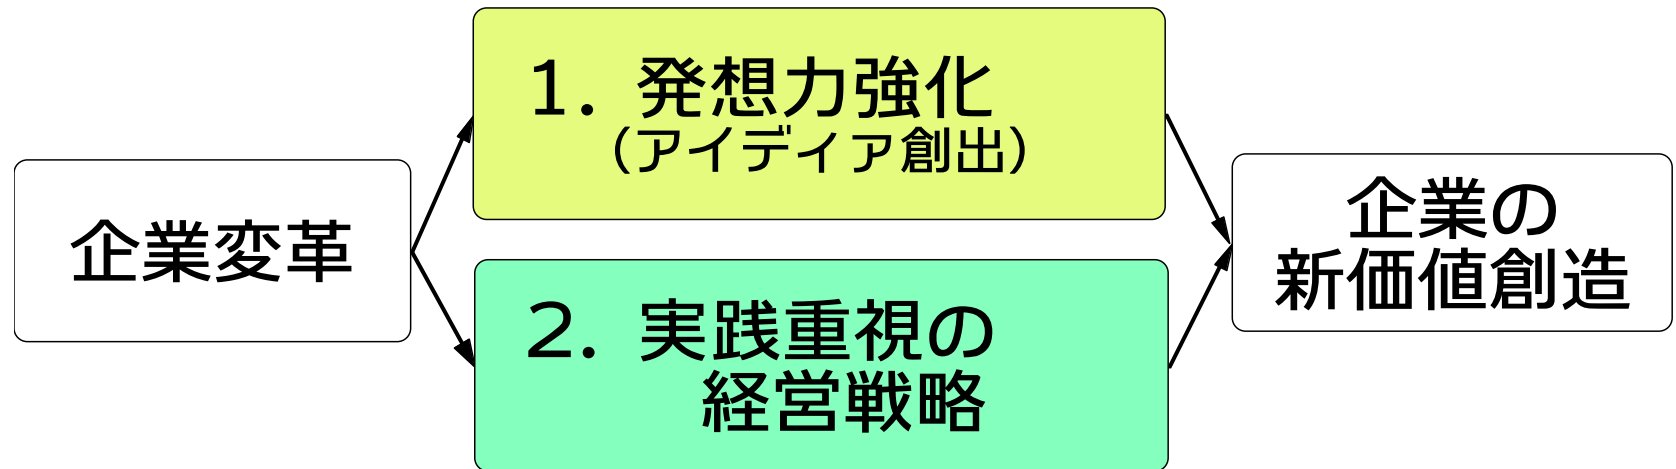 企業変革
1. 発想力強化
（アイディァ創出）
2. 実践重視の
経営戦略
企業の
新価値創造